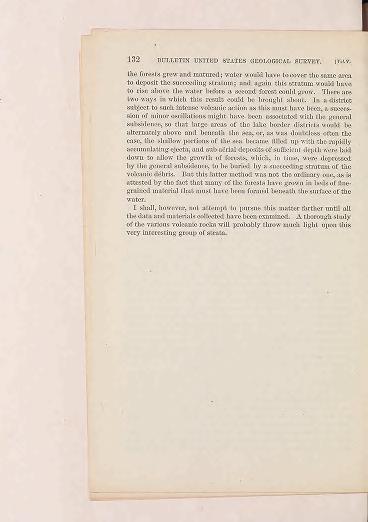 132 BULLETIN UNITED STATES GEOLOGICAL SURVEY. [Vol. V.
the forests grew and matured; water would have to cover the same area
to deposit the succeeding stratum; and again this stratum would have
to rise above the water before a second forest could grow. There are
two ways in which this result could be brought about. In a district
subject to such intense volcanic action as this must have been, a succes-
sion of minor oscillations might have been associated with the general
subsidence, so that large areas of the lake border districts would be
alternately above and beneath the sea, or, as was doubtless often the
case, the shallow portions of the sea became filled up with the rapidly
accumulating ejecta, and sub aërial deposits of sufficient depth were laid
down to allow the growth of forests, which, in time, were depressed
by the general subsidence, to be buried by a succeeding stratum of the
volcanic débris. But this latter method was not the ordinary one, as is
attested by the fact that many of the forests have grown in beds of fine-
grained material that must have been formed beneath the surface of the
water.
I shall, however, not attempt to pursue this matter farther until all
the data and materials collected have been examined. A thorough study
of the various volcanic rocks will probably throw much light upon this
very interesting group of strata.